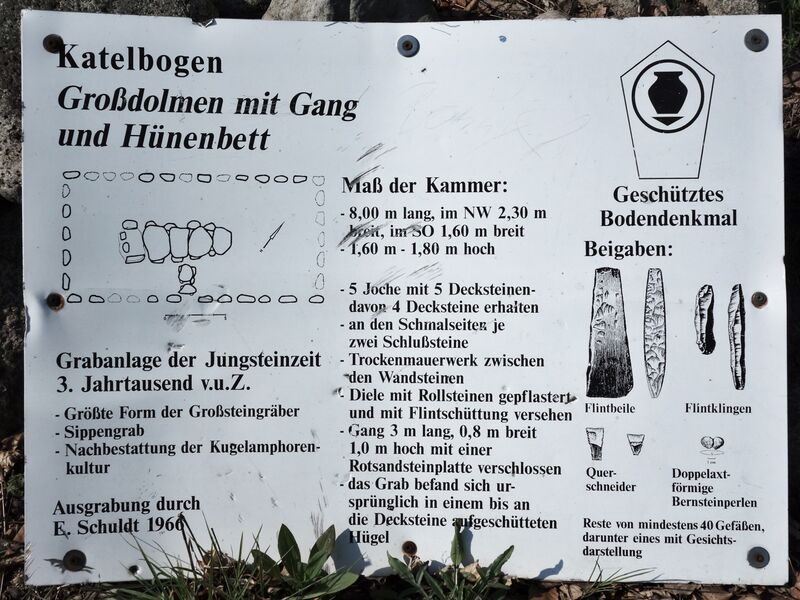 Katelbogen
Großdolmen mit Gang
und Hünenbett
Grabanlage der Jungsteinzeit
3. Jahrtausend v.u.Z.
- Größte Form der Großsteingräber
- Sippengrab
- Nachbestattung der Kugelamphoren-
kultur
Ausgrabung durch
E. Schuldt 1966
Maß der Kammer:
- 8,00 m lang, im NW 2,30 m
breit, im SO 1,60 m breit
- 1,60 m - 1,80 m hoch
- 5 Joche mit 5 Decksteinen-
davon 4 Decksteine erhalten
- an den Schmalseiten je
zwei Schlußsteine
- Trockenmauerwerk zwischen
den Wandsteinen
- Diele mit Rollsteinen gepflastert
und mit Flintschüttung versehen
- Gang 3 m lang, 0,8 m breit
1,0 m hoch mit einer
Rotsandsteinplatte verschlossen
- das Grab befand sich ur-
sprünglich in einem bis an
die Decksteine aufgeschütteten
Hügel
Geschütztes
Bodendenkmal
Beigaben:
Flintbeile
Flintklingen
Quer-
schneider
Doppelaxt-
förmige
Bernsteinperlen
Reste von mindestens 40 Gefäßen,
darunter eines mit Gesichts-
darstellung